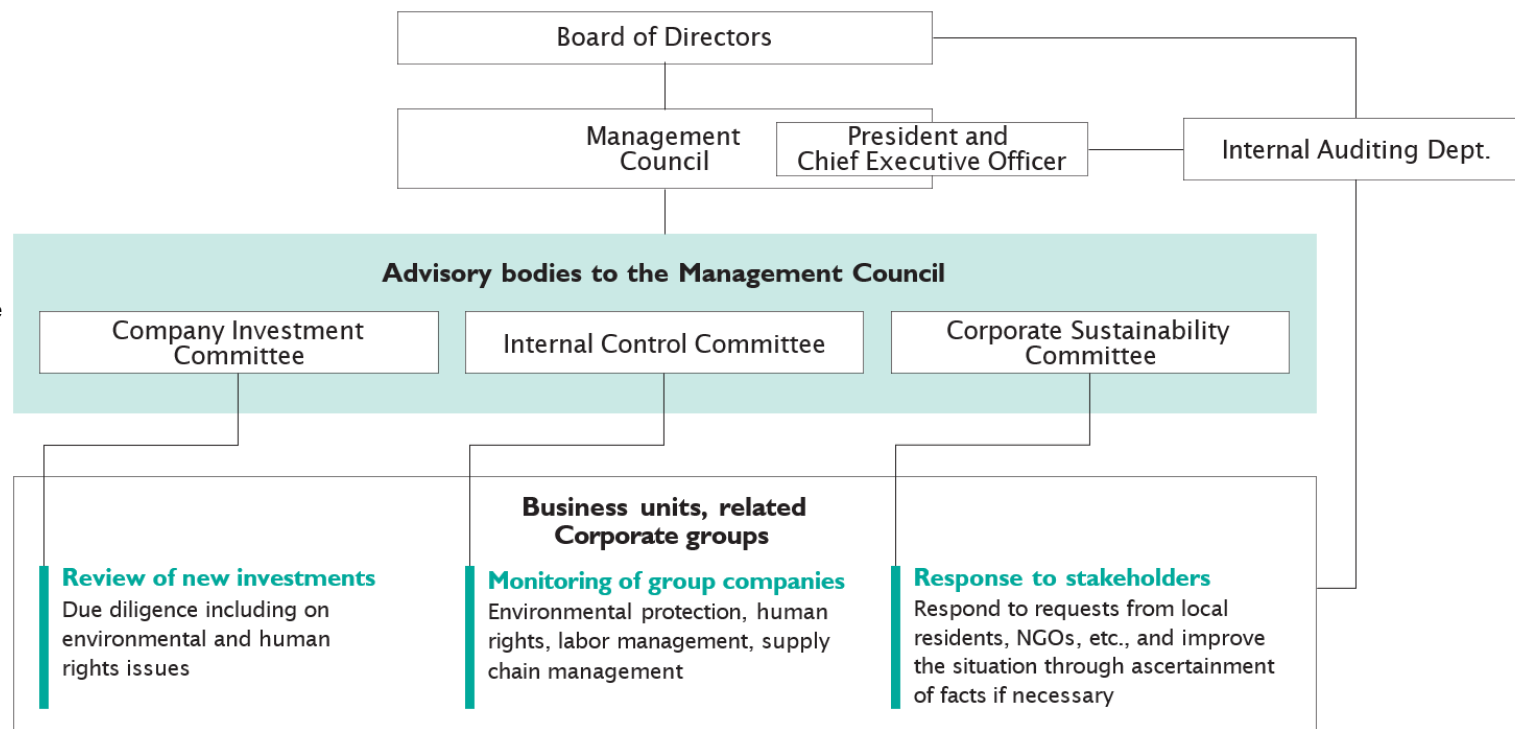 Board of Directors
Management
Council
President and
Chief Executive Officer
Internal Auditing Dept.
Advisory bodies to the Management Council
Company Investment
Committee
Internal Control Committee
Corporate Sustainability
Committee
Business units, related
Corporate groups
Review of new investments
Due diligence including on
environmental and human
rights issues
Monitoring of group companies
Environmental protection, human
rights, labor management, supply
chain management
Response to stakeholders
Respond to requests from local
residents, NGOs, etc., and improve
the situation through ascertainment
of facts if necessary